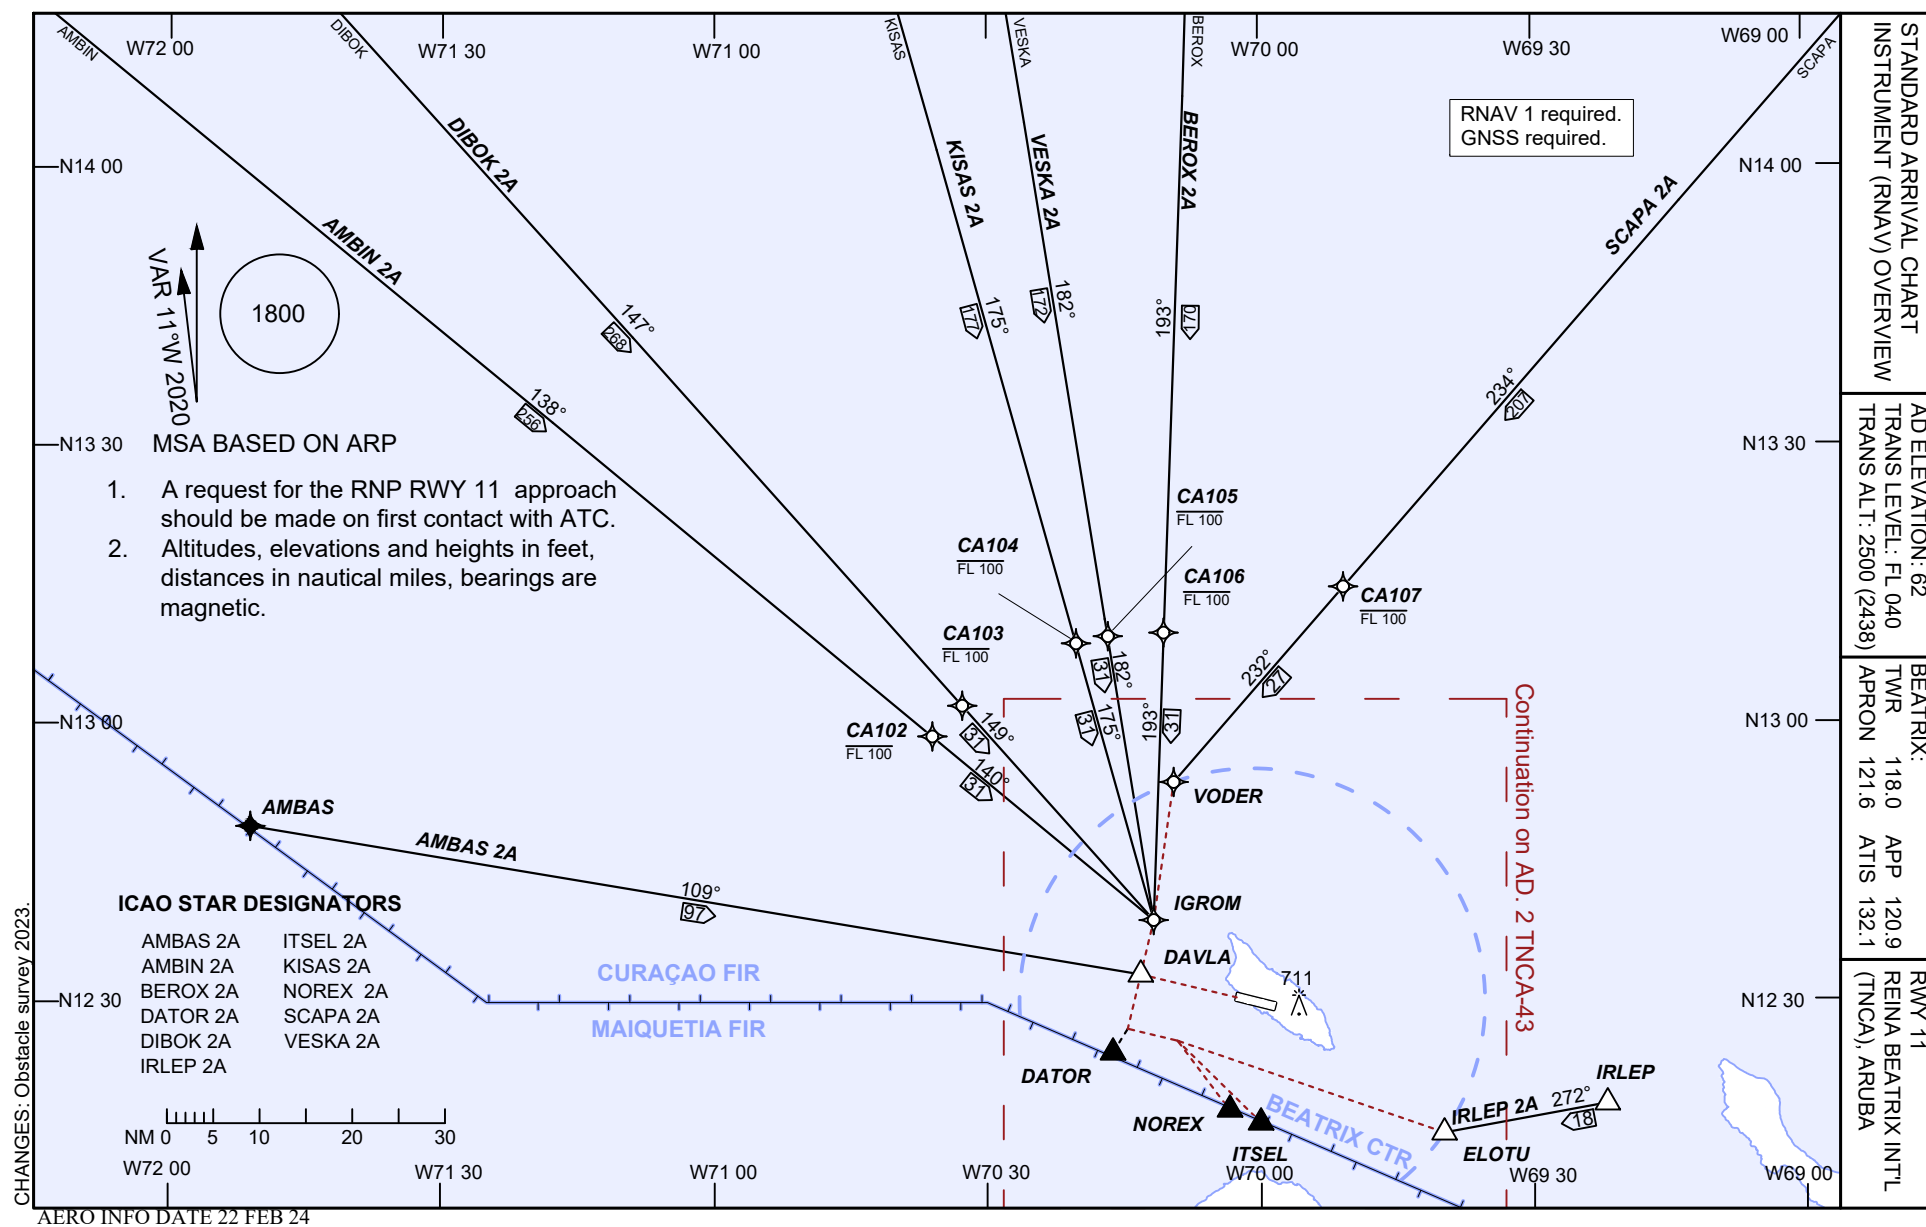 STANDARD ARRIVAL CHART
INSTRUMENT (RNAV) OVERVIEW
AD ELEVATION: 62
TRANS LEVEL: FL 040
TRANS ALT: 2500 (2438)
BEATRIX:
TWR 118.0 APP 120.9
APRON 121.6 ATIS 132.1
RWY 11
REINA BEATRIX INT'L
(TNCA), ARUBA
AMBIN
W72 00
DIBOK
W71 30
W71 00
KISAS
VESKA
BEROX
W70 00
W69 30
W69 00
SCAPA
RNAV 1 required.
GNSS required.
N14 00
N14 00
AMBIN 2A
DIBOK 2A
KISAS 2A
VESKA 2A
BEROX 2A
SCAPA 2A
VAR 11°W 2020
1800
138°
256
147°
268
175°
177
182°
172
193°
170
234°
207
N13 30
N13 30
MSA BASED ON ARP
1. A request for the RNP RWY 11 approach
should be made on first contact with ATC.
2. Altitudes, elevations and heights in feet,
distances in nautical miles, bearings are
magnetic.
CA105
FL 100
CA104
FL 100
CA106
FL 100
CA107
FL 100
CA103
FL 100
CA102
FL 100
182°
31
175°
31
193°
31
232°
27
149°
31
140°
31
N13 00
N13 00
Continuation on AD. 2 TNCA-43
VODER
AMBAS
AMBAS 2A
109°
97
IGROM
DAVLA
711
ICAO STAR DESIGNATORS
AMBAS 2A ITSEL 2A
AMBIN 2A KISAS 2A
BEROX 2A NOREX 2A
DATOR 2A SCAPA 2A
DIBOK 2A VESKA 2A
IRLEP 2A
CURAÇAO FIR
MAIQUETIA FIR
N12 30
N12 30
DATOR
NOREX
ITSEL
BEATRIX CTR
IRLEP 2A
272°
18
IRLEP
ELOTU
NM 0 5 10 20 30
W72 00
W71 30
W71 00
W70 30
W70 00
W69 30
W69 00
CHANGES: Obstacle survey 2023.
AERO INFO DATE 22 FEB 24